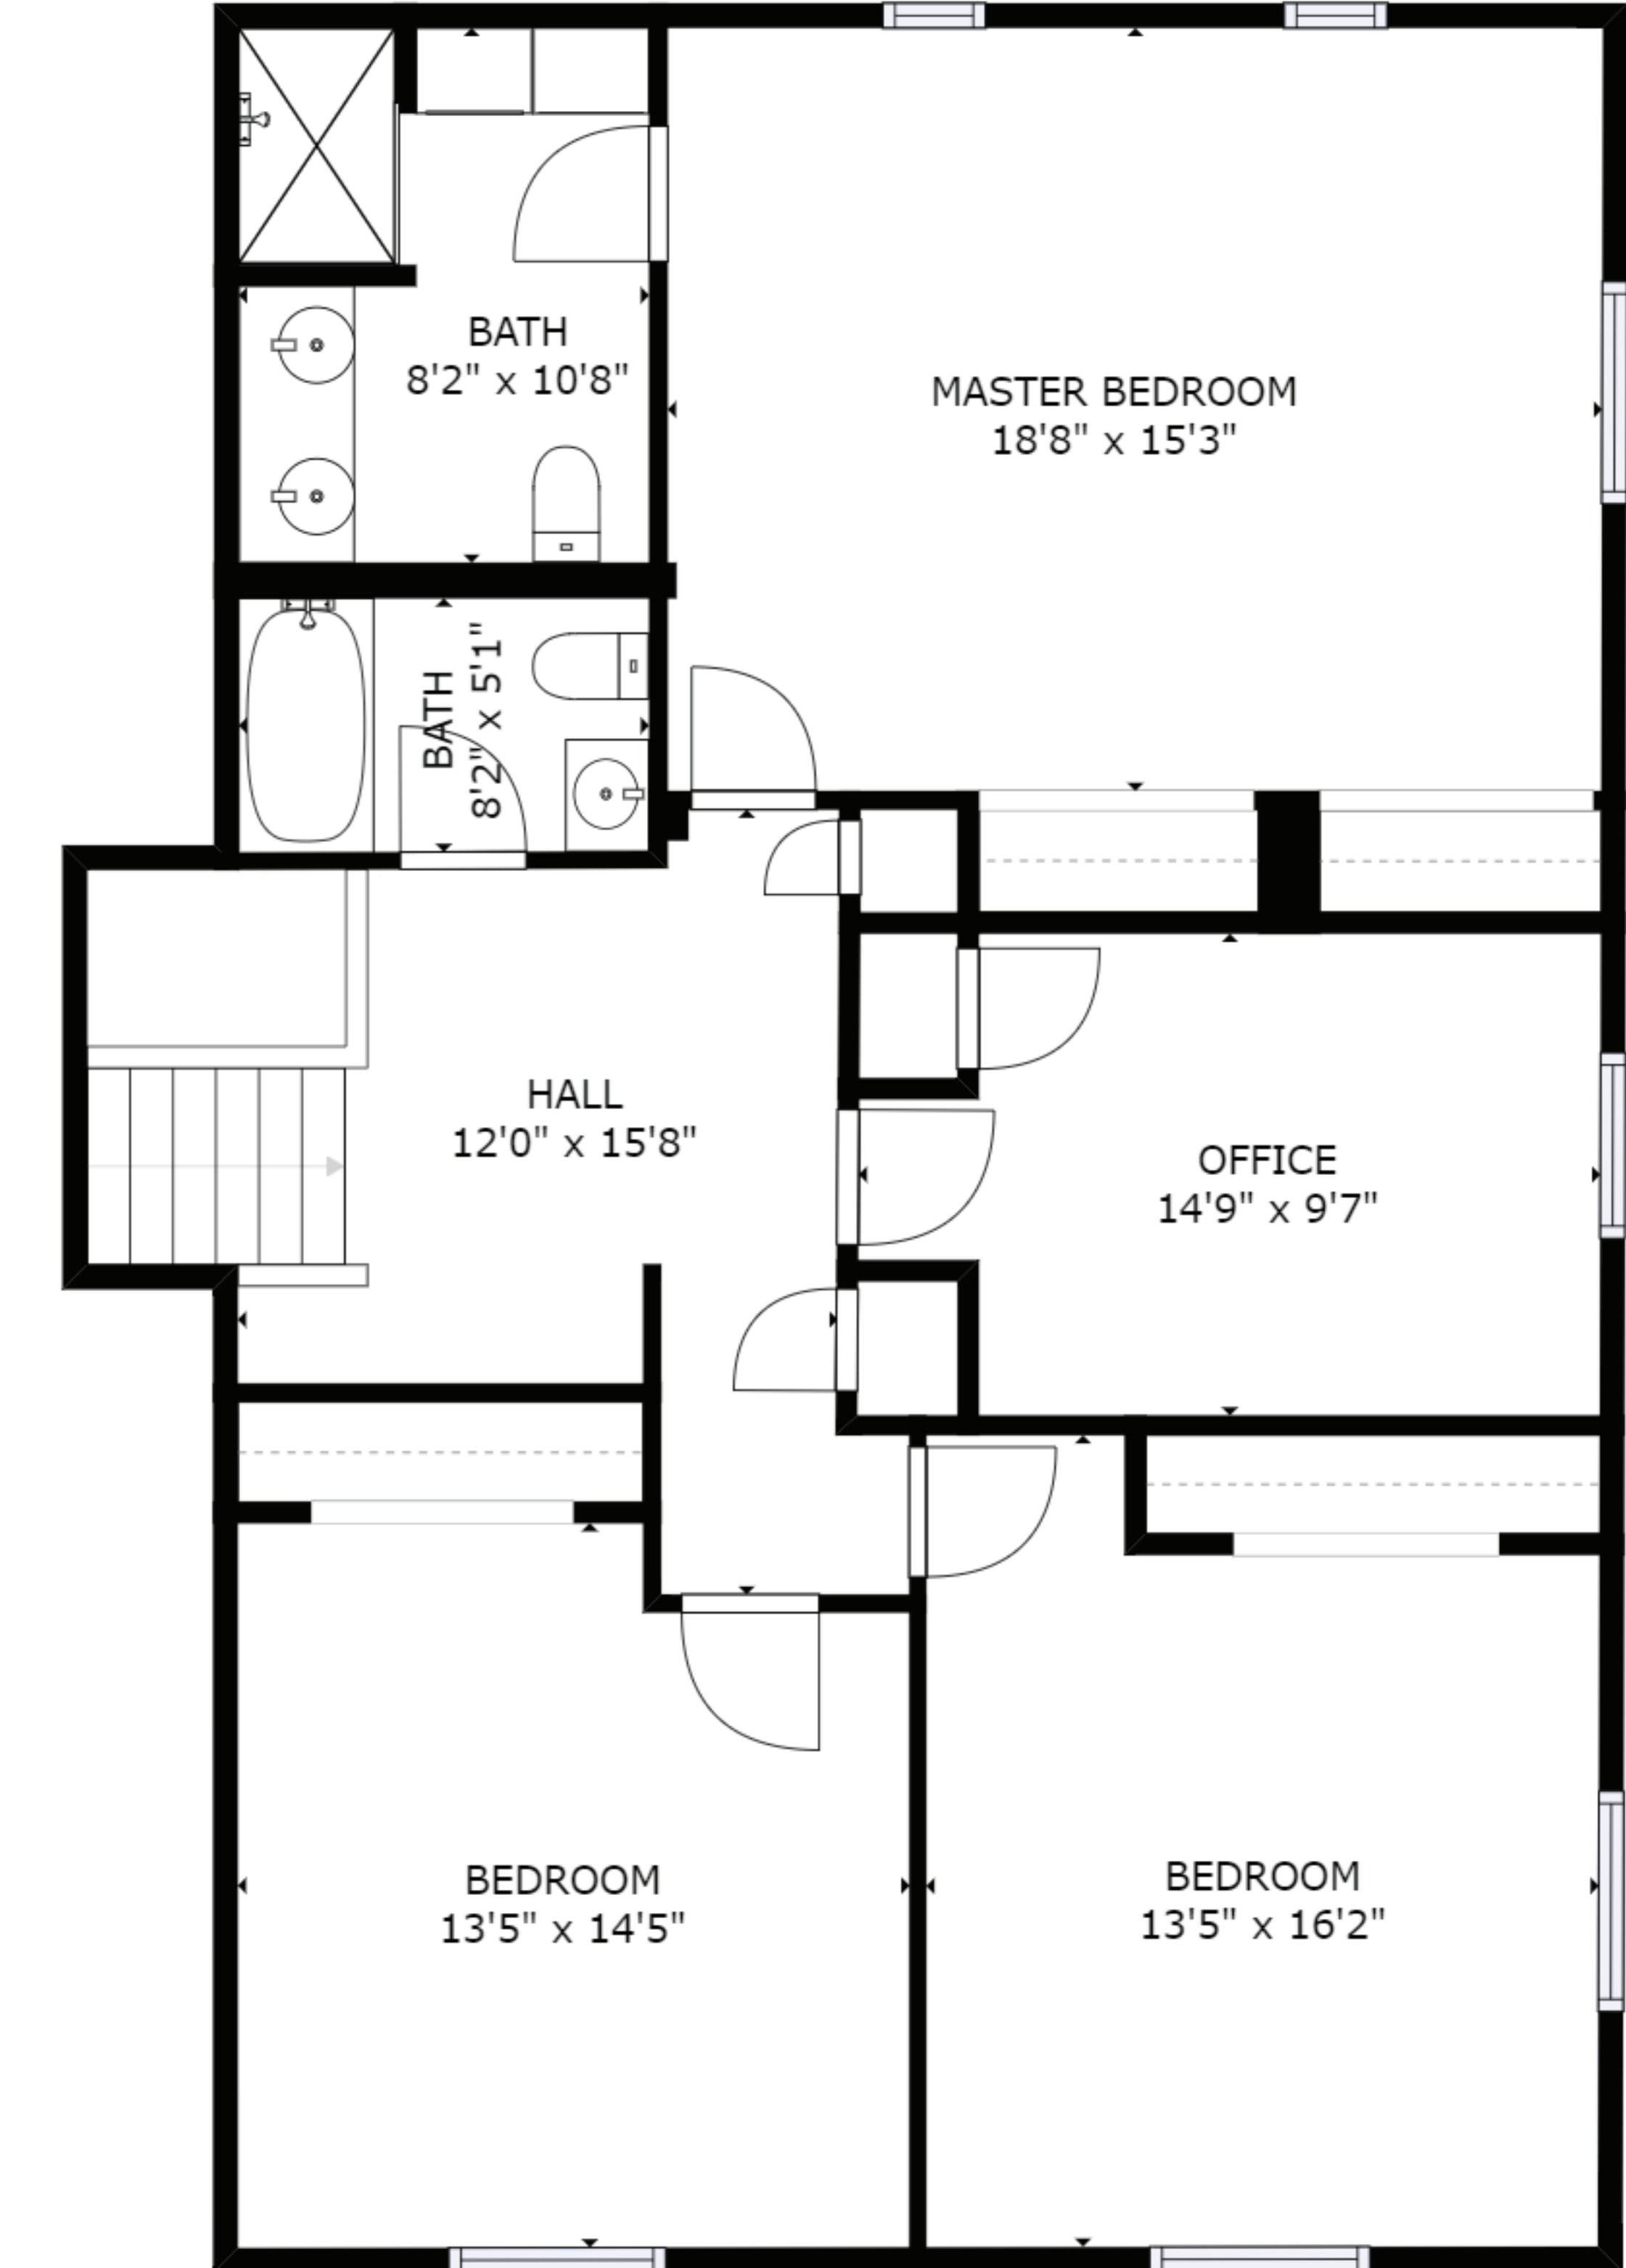 BATH
8'2" x 10'8"
MASTER BEDROOM
18'8" x 15'3"
BATH
8'2" x 5'1"
HALL
12'0" x 15'8"
OFFICE
14'9" x 9'7"
BEDROOM
13'5" x 14'5"
BEDROOM
13'5" x 16'2"